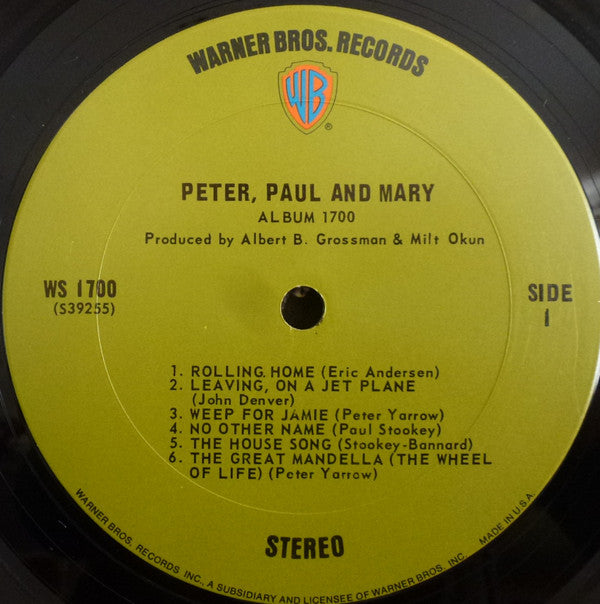 WARNER BROS. RECORDS
WB
®
PETER, PAUL AND MARY
ALBUM 1700
Produced by Albert B. Grossman & Milt Okun
WS 1700
(S39255)
SIDE
1
1. ROLLING HOME (Eric Andersen)
2. LEAVING, ON A JET PLANE
(John Denver)
3. WEEP FOR JAMIE (Peter Yarrow)
4. NO OTHER NAME (Paul Stookey)
5. THE HOUSE SONG (Stookey-Bannard)
6. THE GREAT MANDELLA (THE WHEEL
OF LIFE) (Peter Yarrow)
STEREO
WARNER BROS. RECORDS INC., A SUBSIDIARY AND LICENSEE OF WARNER BROS. INC. MADE IN U.S.A.